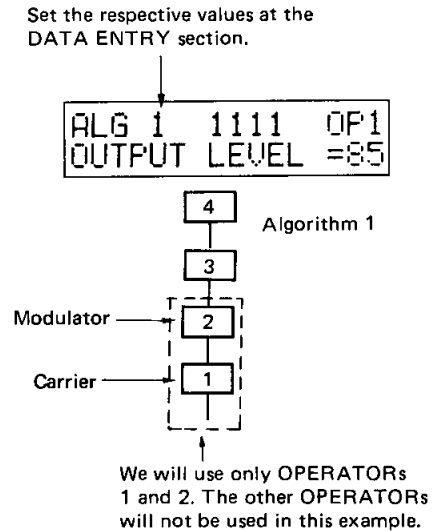 Set the respective values at the
DATA ENTRY section.
ALG 1 1111 OP1
OUTPUT LEVEL =85
4
Algorithm 1
3
Modulator
2
Carrier
1
We will use only OPERATORs
1 and 2. The other OPERATORs
will not be used in this example.